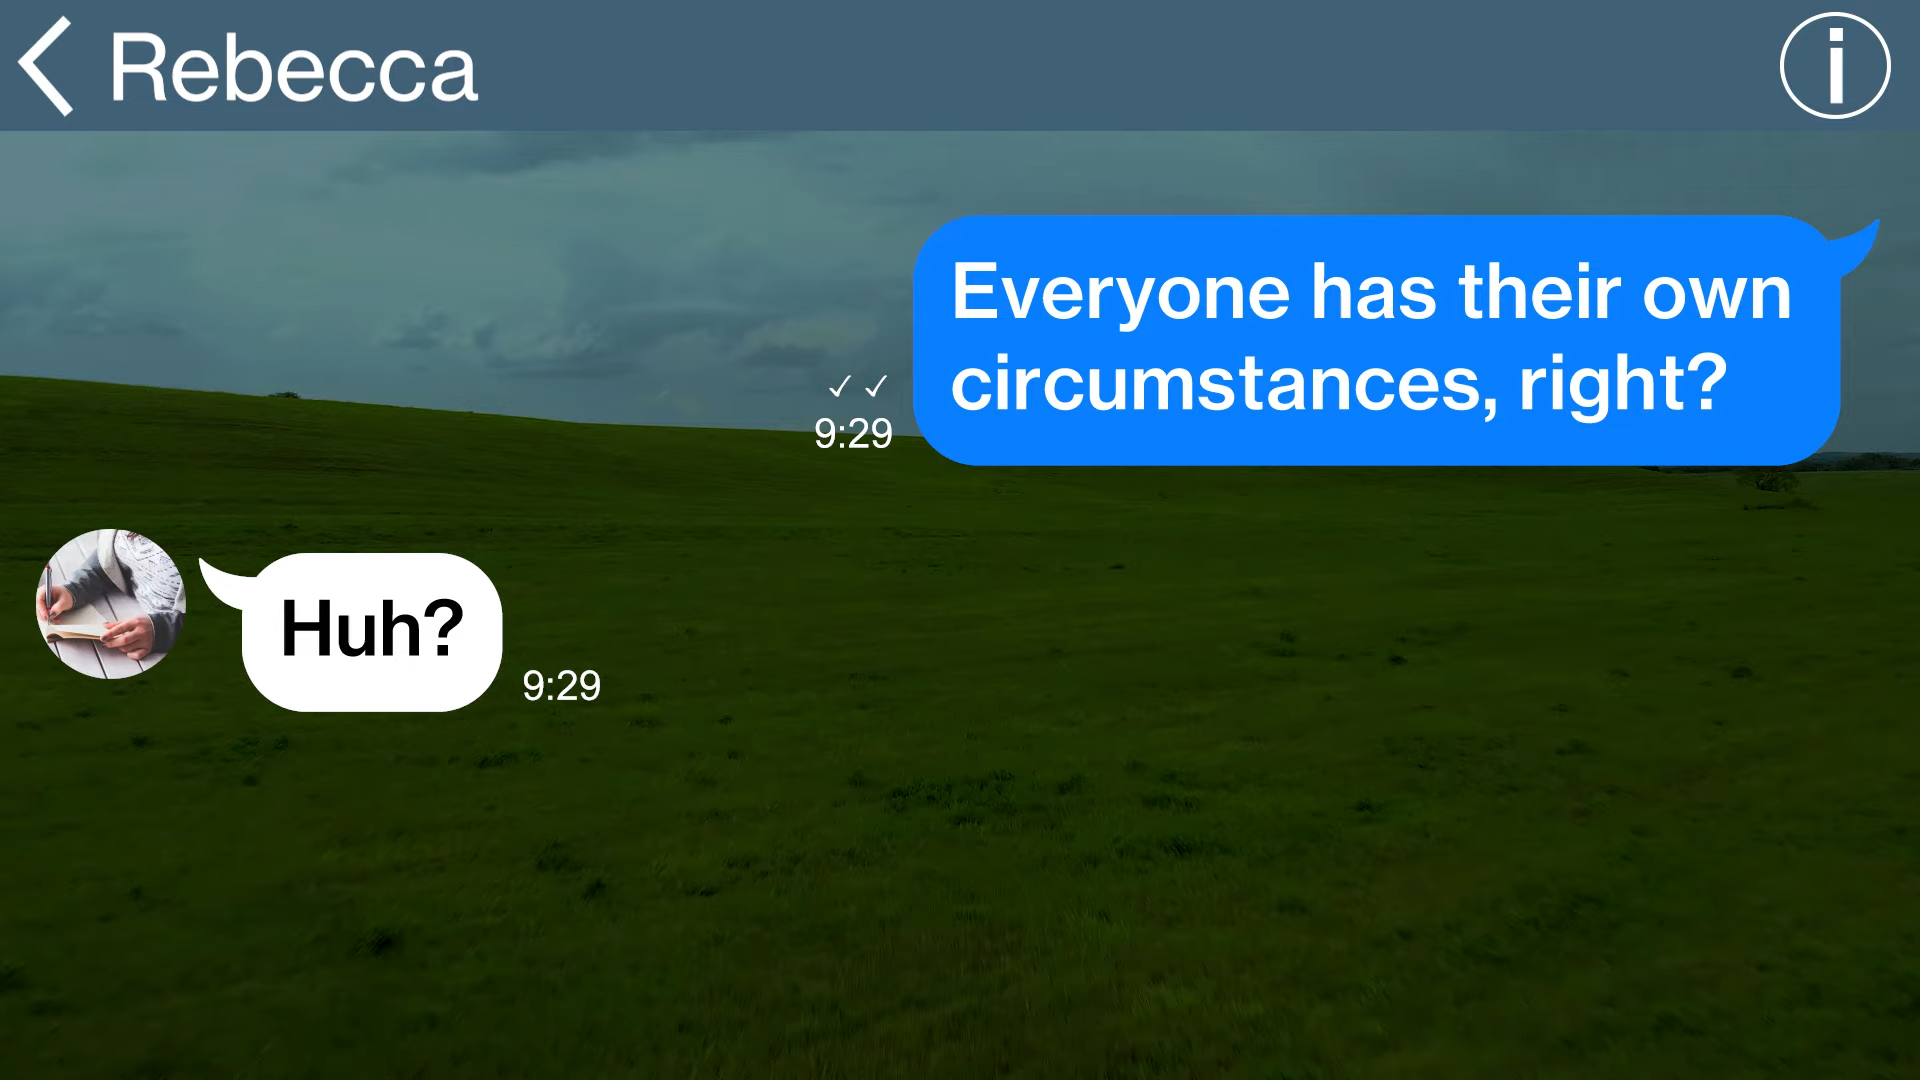 Rebecca
Everyone has their own
circumstances, right?
✓ ✓
9:29
Huh?
9:29